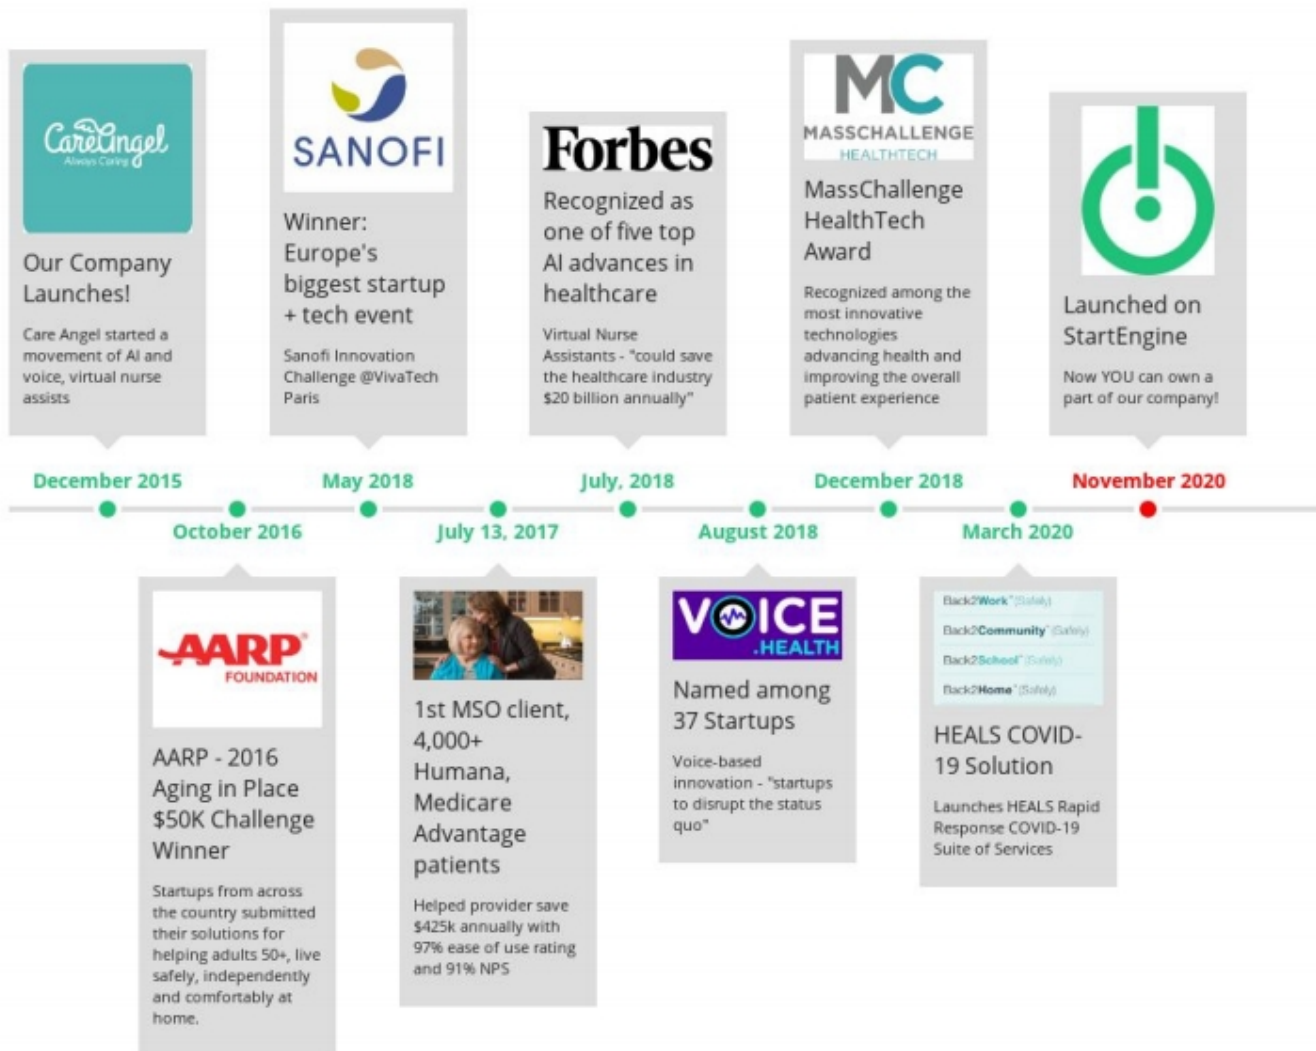 CareAngel
Always Caring
Our Company
Launches!
Care Angel started a
movement of AI and
voice, virtual nurse
assists
SANOFI
Winner:
Europe's
biggest startup
+ tech event
Sanofi Innovation
Challenge @VivaTech
Paris
Forbes
Recognized as
one of five top
AI advances in
healthcare
Virtual Nurse
Assistants - "could save
the healthcare industry
$20 billion annually"
MC
MASSCHALLENGE
HEALTHTECH
MassChallenge
HealthTech
Award
Recognized among the
most innovative
technologies
advancing health and
improving the overall
patient experience
Launched on
StartEngine
Now YOU can own a
part of our company!
December 2015
May 2018
July, 2018
December 2018
November 2020
October 2016
July 13, 2017
August 2018
March 2020
AARP®
FOUNDATION
AARP - 2016
Aging in Place
$50K Challenge
Winner
Startups from across
the country submitted
their solutions for
helping adults 50+, live
safely, independently
and comfortably at
home.
1st MSO client,
4,000+
Humana,
Medicare
Advantage
patients
Helped provider save
$425k annually with
97% ease of use rating
and 91% NPS
VOICE
.HEALTH
Named among
37 Startups
Voice-based
innovation - "startups
to disrupt the status
quo"
Back2Work™ (Safely)
Back2Community™ (Safely)
Back2School™ (Safely)
Back2Home™ (Safely)
HEALS COVID-
19 Solution
Launches HEALS Rapid
Response COVID-19
Suite of Services